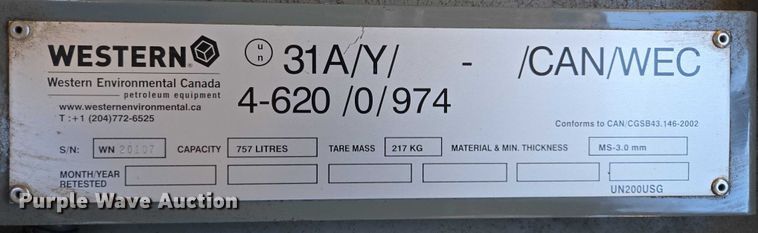 WESTERN
Western Environmental Canada
petroleum equipment
www.westernenvironmental.ca
T :+1 (204)772-6525
un 31A/Y/ - /CAN/WEC
4-620 /0/974
Conforms to CAN/CGSB43.146-2002
S/N: WN 20107 CAPACITY 757 LITRES TARE MASS 217 KG MATERIAL & MIN. THICKNESS MS-3.0 mm
MONTH/YEAR
RETESTED
UN200USG
Purple Wave Auction